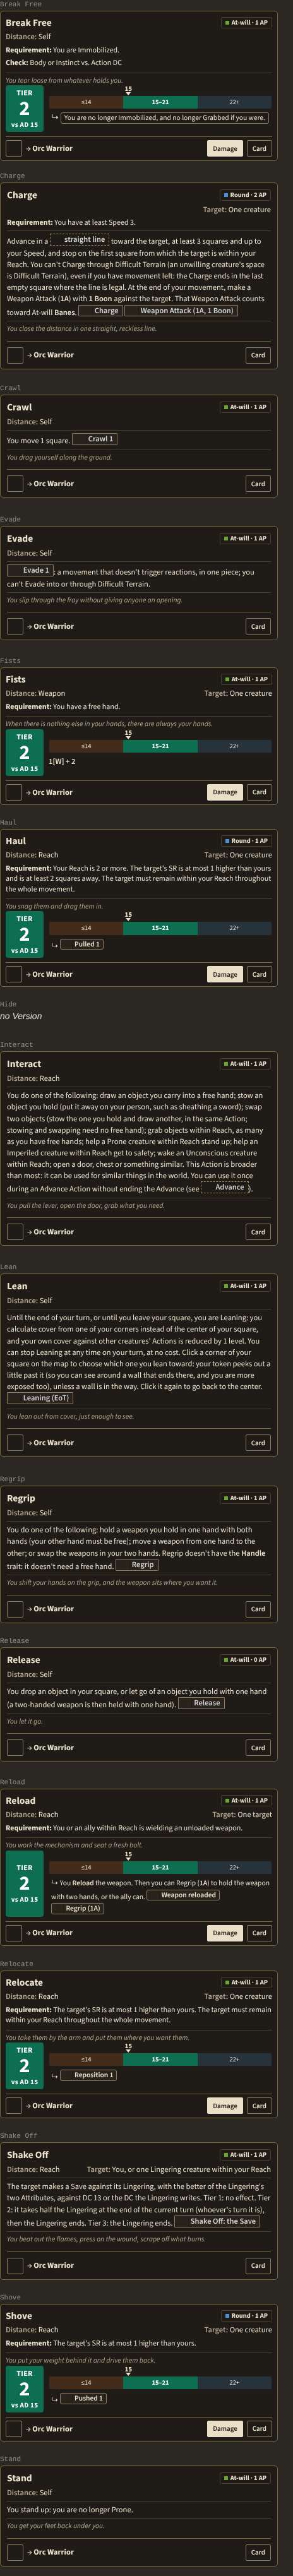 Break Free
Break Free
At-will · 1 AP
Distance: Self
Requirement: You are Immobilized.
Check: Body or Instinct vs. Action DC
You tear loose from whatever holds you.
TIER
2
vs AD 15
15
≤14
15–21
22+
You are no longer Immobilized, and no longer Grabbed if you were.
→ Orc Warrior
Damage
Card
Charge
Charge
Round · 2 AP
Target: One creature
Requirement: You have at least Speed 3.
Advance in a straight line toward the target, at least 3 squares and up to
your Speed, and stop on the first square from which the target is within
your Reach. You can't Charge through Difficult Terrain (an unwilling creature's space
is Difficult Terrain), even if you have movement left: the Charge ends in the last
empty square where the line is legal. At the end of your movement, make a
Weapon Attack (1A) with 1 Boon against the target. That Weapon Attack counts
toward At-will Banes. Charge Weapon Attack (1A, 1 Boon)
You close the distance in one straight, reckless line.
→ Orc Warrior
Card
Crawl
Crawl
At-will · 1 AP
Distance: Self
You move 1 square. Crawl 1
You drag yourself along the ground.
→ Orc Warrior
Card
Evade
Evade
At-will · 1 AP
Distance: Self
Evade 1 : a movement that doesn't trigger reactions, in one piece; you
can't Evade into or through Difficult Terrain.
You slip through the fray without giving anyone an opening.
→ Orc Warrior
Card
Fists
Fists
At-will · 1 AP
Distance: Weapon
Target: One creature
Requirement: You have a free hand.
When there is nothing else in your hands, there are always your hands.
TIER
2
vs AD 15
15
≤14
15–21
22+
1[W] + 2
→ Orc Warrior
Damage
Card
Haul
Haul
Round · 1 AP
Distance: Reach
Target: One creature
Requirement: Your Reach is 2 or more. The target's SR is at most 1 higher than yours
and is at least 2 squares away. The target must remain within your Reach throughout
the whole movement.
You snag them and drag them in.
TIER
2
vs AD 15
15
≤14
15–21
22+
Pulled 1
→ Orc Warrior
Damage
Card
Hide
no Version
Interact
Interact
At-will · 1 AP
Distance: Reach
You do one of the following: draw an object you carry into a free hand; stow an
object you hold (put it away on your person, such as sheathing a sword); swap
two objects (stow the one you hold and draw another, in the same Action;
stowing and swapping need no free hand); grab objects within Reach, as many
as you have free hands; help a Prone creature within Reach stand up; help an
Imperiled creature within Reach get to safety; make an Unconscious creature
within Reach; open a door, chest or something similar. This Action is broader
than most: it can be used for similar things in the world. You can use it once
during an Advance Action without ending the Advance (see Advance ).
You pull the lever, open the door, grab what you need.
→ Orc Warrior
Card
Lean
Lean
At-will · 1 AP
Distance: Self
Until the end of your turn, or until you leave your square, you are Leaning: you
calculate cover from one of your corners instead of the center of your square,
and your own cover against other creatures' Actions is reduced by 1 level. You
can stop Leaning at any time on your turn, at no cost. Click a corner of your
square on the map to choose which one you lean toward: your token peeks out a
little past it (so you can see around a wall that ends there, and you are more
exposed too), unless a wall is in the way. Click it again to go back to the center.
Leaning (EoT)
You lean out from cover, just enough to see.
→ Orc Warrior
Card
Regrip
Regrip
At-will · 1 AP
Distance: Self
You do one of the following: hold a weapon you hold in one hand with both
hands (your other hand must be free); move a weapon from one hand to the
other; or swap the weapons in your two hands. Regrip doesn't have the Handle
trait: it doesn't need a free hand. Regrip
You shift your hands on the grip, and the weapon sits where you want it.
→ Orc Warrior
Card
Release
Release
At-will · 0 AP
Distance: Self
You drop an object in your square, or let go of an object you hold with one hand
(a two-handed weapon is then held with one hand). Release
You let it go.
→ Orc Warrior
Card
Reload
Reload
At-will · 1 AP
Distance: Reach
Target: One target
Requirement: You or an ally within Reach is wielding an unloaded weapon.
You work the mechanism and seat a fresh bolt.
TIER
2
vs AD 15
15
≤14
15–21
22+
You Reload the weapon. Then you can Regrip (1A) to hold the weapon
with two hands, or the ally can. Weapon reloaded
Regrip (1A)
→ Orc Warrior
Damage
Card
Relocate
Relocate
At-will · 1 AP
Distance: Reach
Target: One creature
Requirement: The target's SR is at most 1 higher than yours. The target must remain
within your Reach throughout the whole movement.
You take them by the arm and put them where you want them.
TIER
2
vs AD 15
15
≤14
15–21
22+
Reposition 1
→ Orc Warrior
Damage
Card
Shake Off
Shake Off
At-will · 1 AP
Distance: Reach
Target: You, or one Lingering creature within your Reach
The target makes a Save against its Lingering, with the better of the Lingering's
two Attributes, against DC 13 or the DC the Lingering writes. Tier 1: no effect. Tier
2: it takes half the Lingering at the end of the current turn (whoever's turn it is),
then the Lingering ends. Tier 3: the Lingering ends. Shake Off: the Save
You beat out the flames, press on the wound, scrape off what burns.
→ Orc Warrior
Card
Shove
Shove
Round · 1 AP
Distance: Reach
Target: One creature
Requirement: The target's SR is at most 1 higher than yours.
You put your weight behind it and drive them back.
TIER
2
vs AD 15
15
≤14
15–21
22+
Pushed 1
→ Orc Warrior
Damage
Card
Stand
Stand
At-will · 1 AP
Distance: Self
You stand up: you are no longer Prone.
You get your feet back under you.
→ Orc Warrior
Card